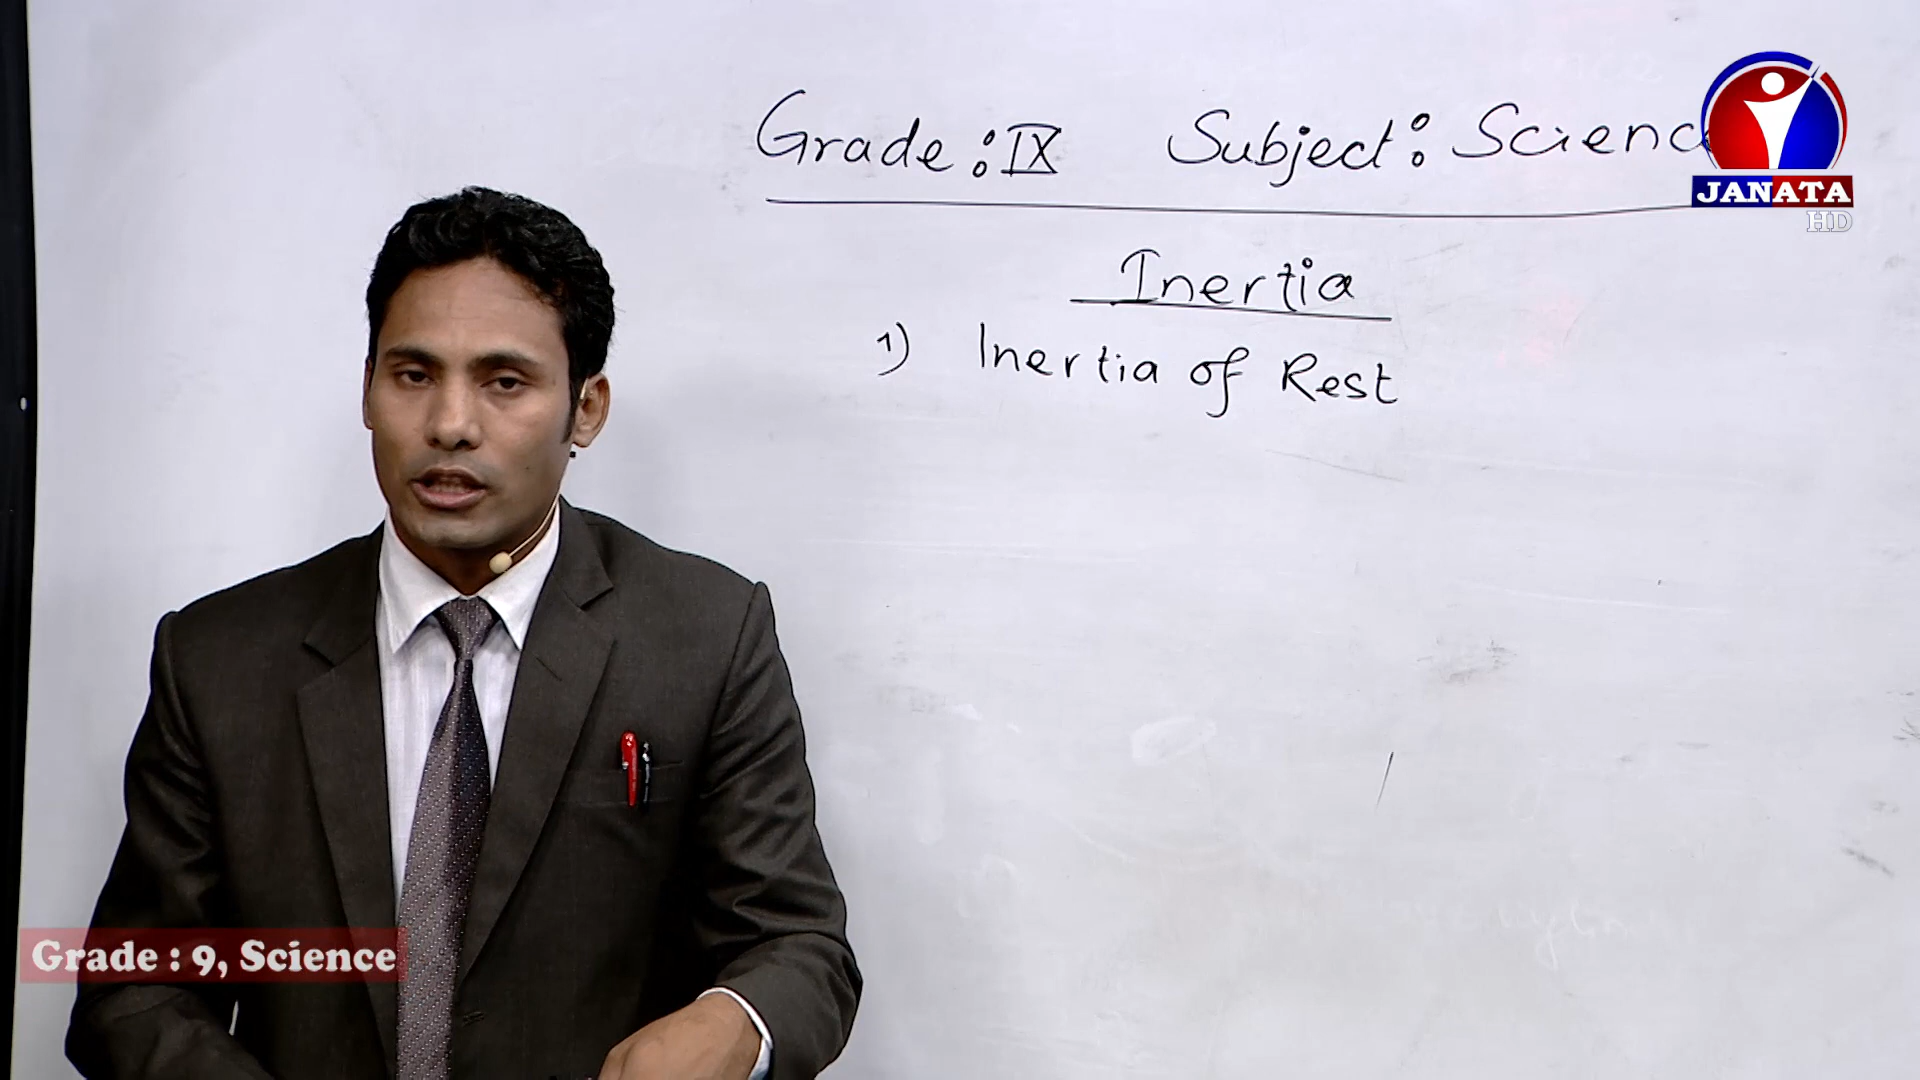 Grade : IX Subject : Scienc
JANATA
HD
Inertia
1) Inertia of Rest
Grade : 9, Science